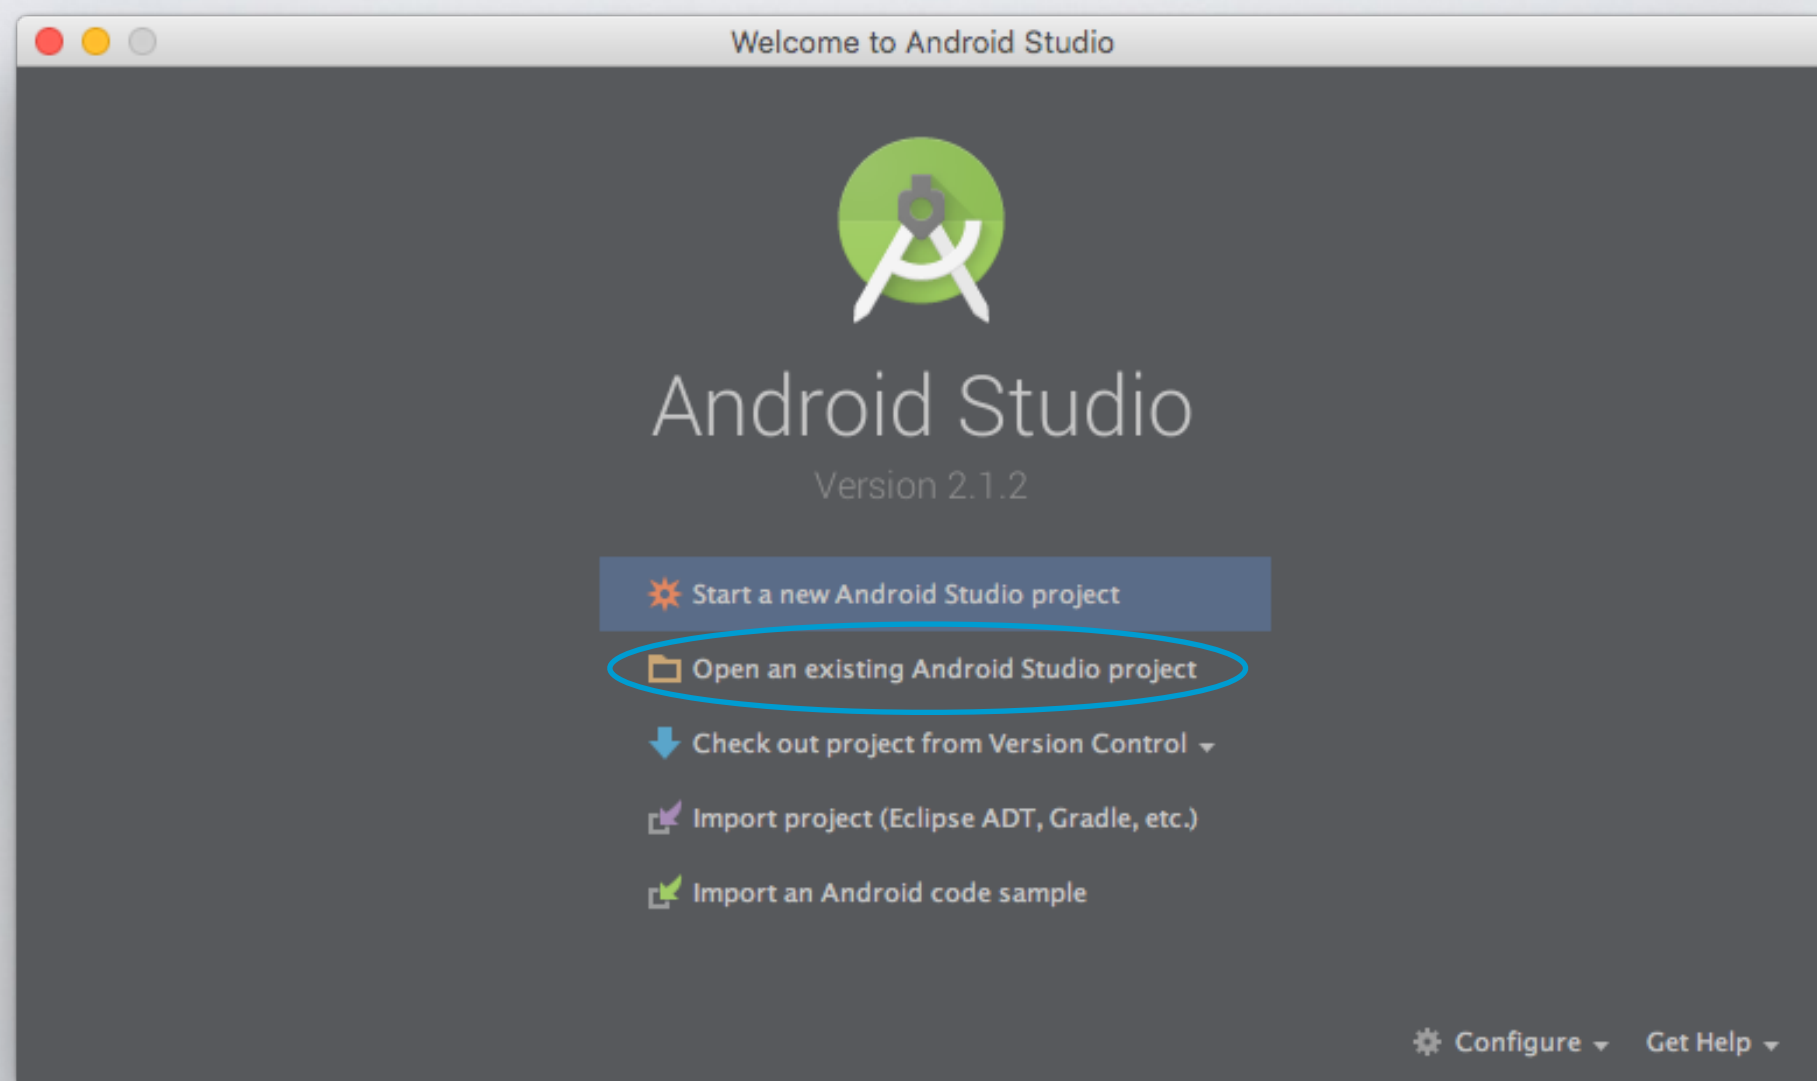 Welcome to Android Studio
Android Studio
Version 2.1.2
Start a new Android Studio project
Open an existing Android Studio project
Check out project from Version Control
Import project (Eclipse ADT, Gradle, etc.)
Import an Android code sample
Configure Get Help